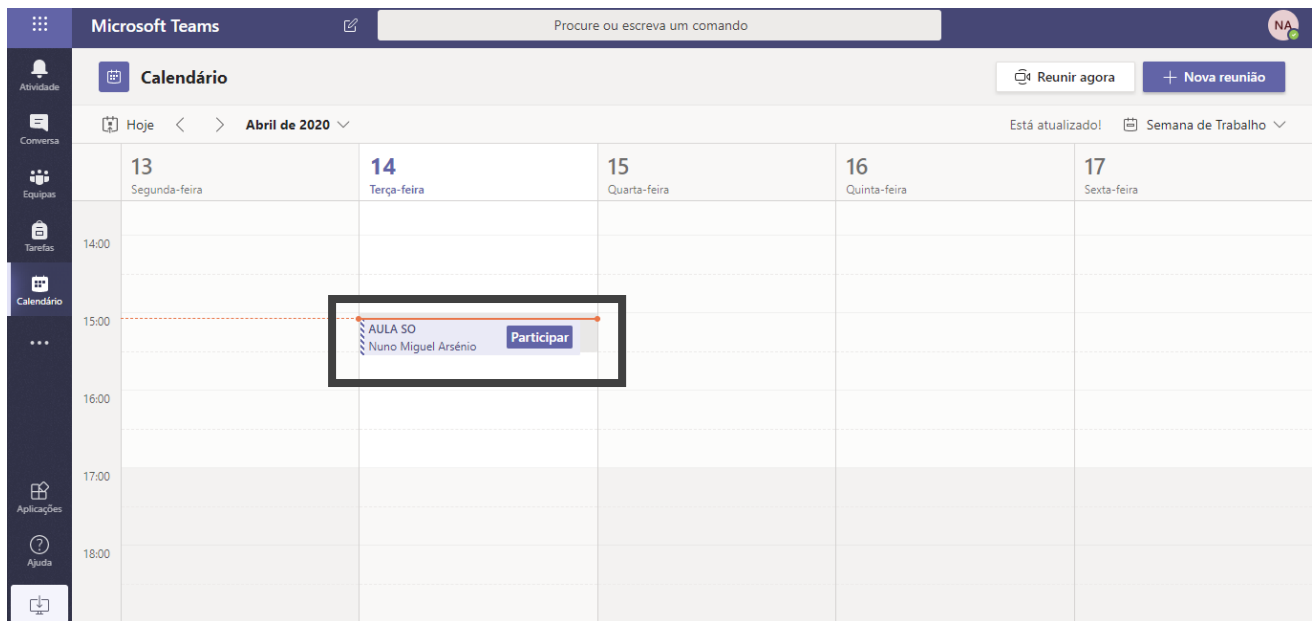 Microsoft Teams
Procure ou escreva um comando
NA
Atividade
Conversa
Equipas
Tarefas
Calendário
Aplicações
Ajuda
Calendário
Reunir agora
Nova reunião
Hoje
Abril de 2020
Está atualizado!
Semana de Trabalho
13
Segunda-feira
14
Terça-feira
15
Quarta-feira
16
Quinta-feira
17
Sexta-feira
14:00
15:00
AULA SO
Nuno Miguel Arsénio
Participar
16:00
17:00
18:00